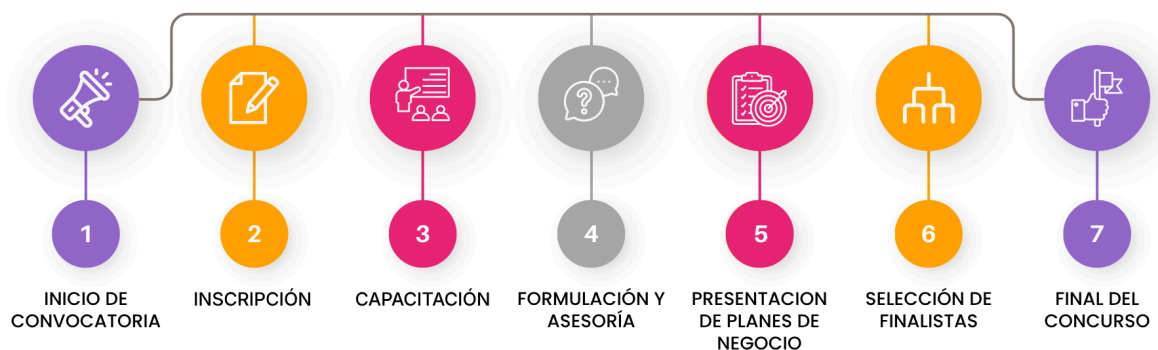 1
2
3
4
5
6
7
INICIO DE
CONVOCATORIA
INSCRIPCIÓN
CAPACITACIÓN
FORMULACIÓN Y
ASESORÍA
PRESENTACION
DE PLANES DE
NEGOCIO
SELECCIÓN DE
FINALISTAS
FINAL DEL
CONCURSO